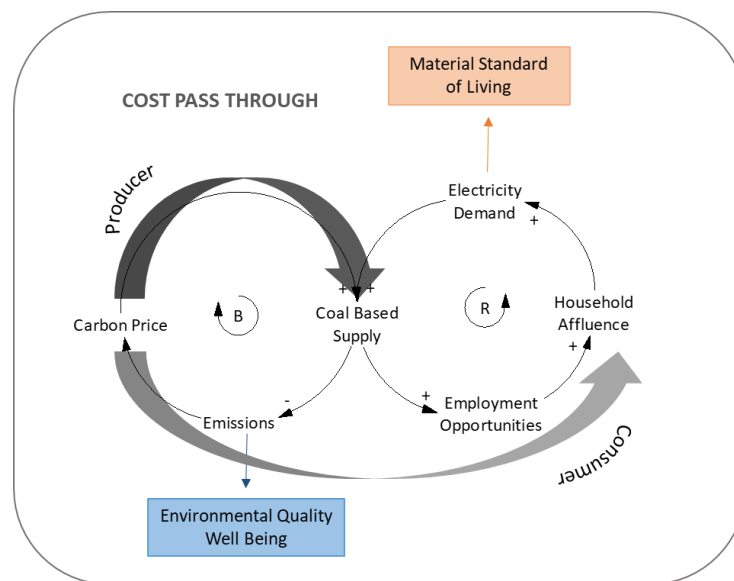 Material Standard
of Living
COST PASS THROUGH
Producer
Electricity
Demand
+
+ +
B
R
Carbon Price
Coal Based
Supply
Household
Affluence
+
-
+
Emissions
Employment
Opportunities
Consumer
Environmental Quality
Well Being